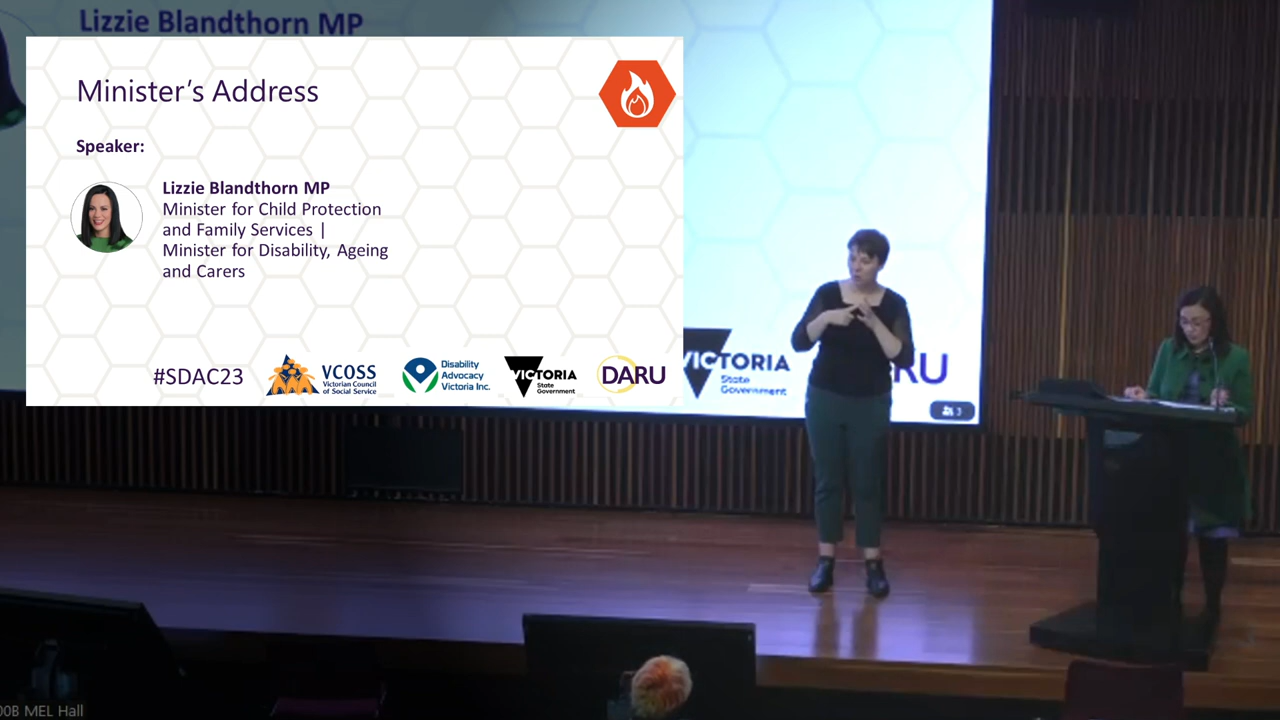 Lizzie Blandthorn MP
Minister's Address
Speaker:
Lizzie Blandthorn MP
Minister for Child Protection
and Family Services |
Minister for Disability, Ageing
and Carers
#SDAC23
VCOSS
Victorian Council
of Social Service
Disability
Advocacy
Victoria Inc.
VICTORIA
State
Government
DARU
VICTORIA
State
Government
RU
3
00B MEL Hall